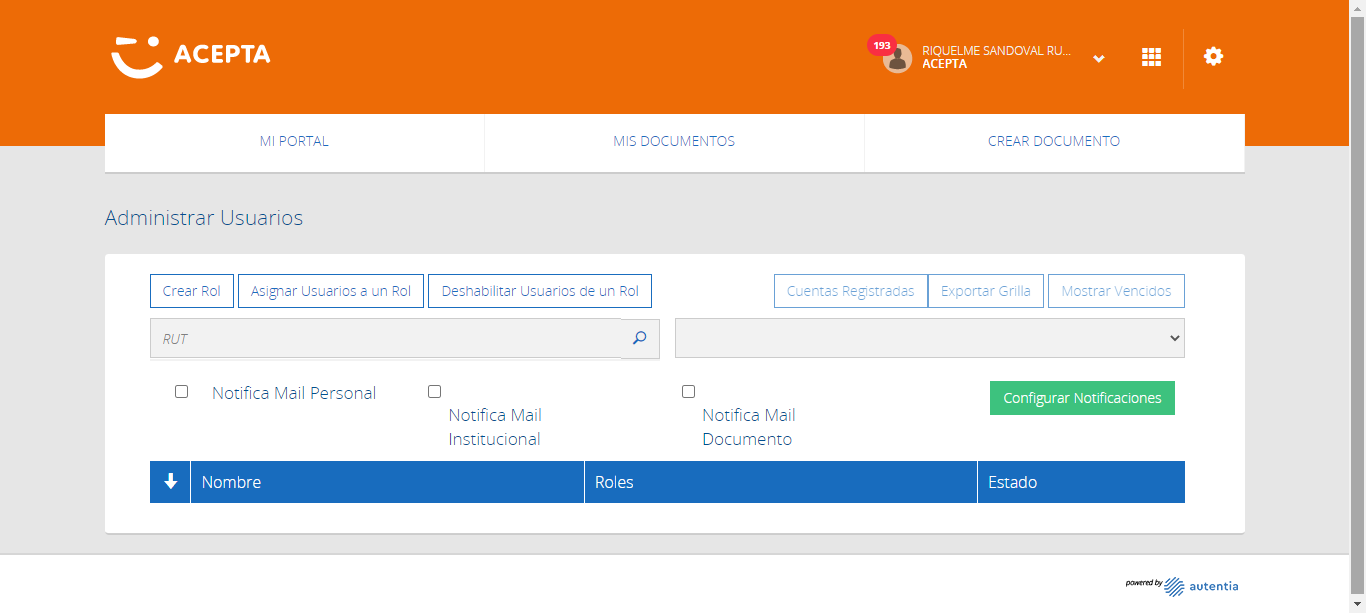 ACEPTA
193
RIQUELME SANDOVAL RU...
ACEPTA
MI PORTAL
MIS DOCUMENTOS
CREAR DOCUMENTO
Administrar Usuarios
Crear Rol
Asignar Usuarios a un Rol
Deshabilitar Usuarios de un Rol
Cuentas Registradas
Exportar Grilla
Mostrar Vencidos
RUT
Notifica Mail Personal
Notifica Mail
Institucional
Notifica Mail
Documento
Configurar Notificaciones
Nombre
Roles
Estado
powered by
autentia